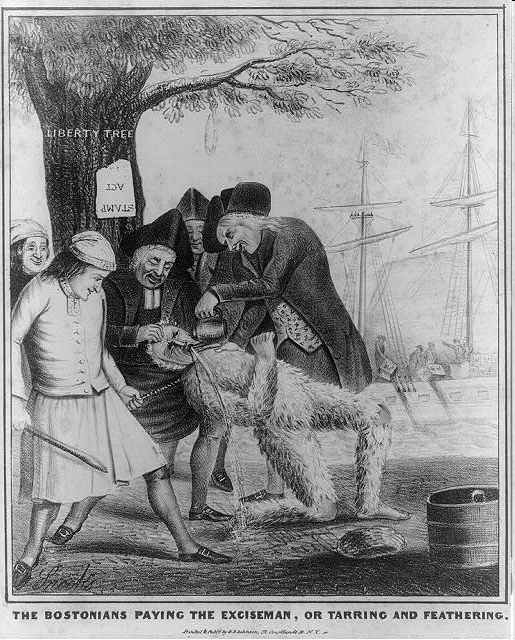 LIBERTY TREE
STAMP
ACT
THE BOSTONIANS PAYING THE EXCISEMAN, OR TARRING AND FEATHERING.
N.Y.